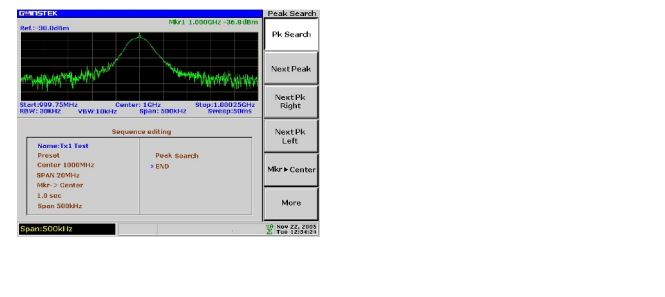 GWINSTEK
Peak Search
Mkr1 1.000GHz -36.8dBm
Ref.:-30.0dBm
Pk Search
Next Peak
Next Pk
Right
Next Pk
Left
Mkr►Center
More
Start:999.75MHz Center: 1GHz Stop:1.00025GHz
RBW: 30kHz VBW:10kHz Span: 500kHz Sweep:50ms
Sequence editing
Name:Tx1 Test
Preset
Center 1000MHz
SPAN 20MHz
Mkr-> Center
1.0 sec
Span 500kHz
Peak Search
> END
Span:500kHz
Nov 22, 2005
Tue 12:34:24